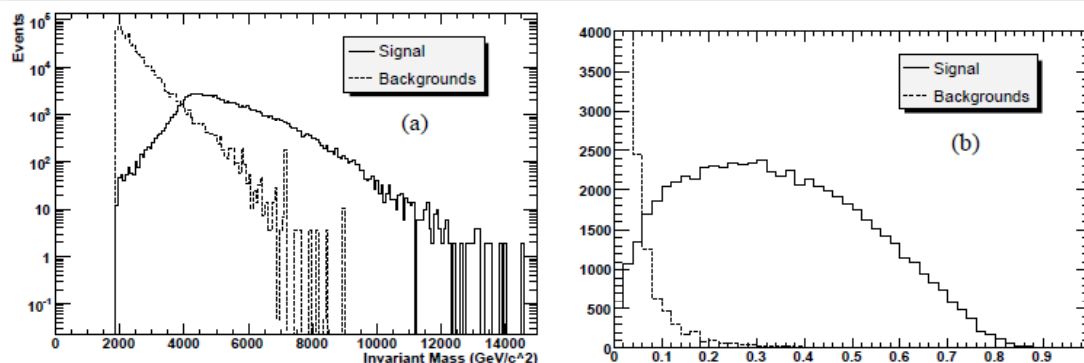 Events
10^5
10^4
10^3
10^2
10
1
10^-1
Signal
Backgrounds
(a)
0 2000 4000 6000 8000 10000 12000 14000
Invariant Mass (GeV/c^2)
4000
3500
3000
2500
2000
1500
1000
500
0
Signal
Backgrounds
(b)
0 0.1 0.2 0.3 0.4 0.5 0.6 0.7 0.8 0.9